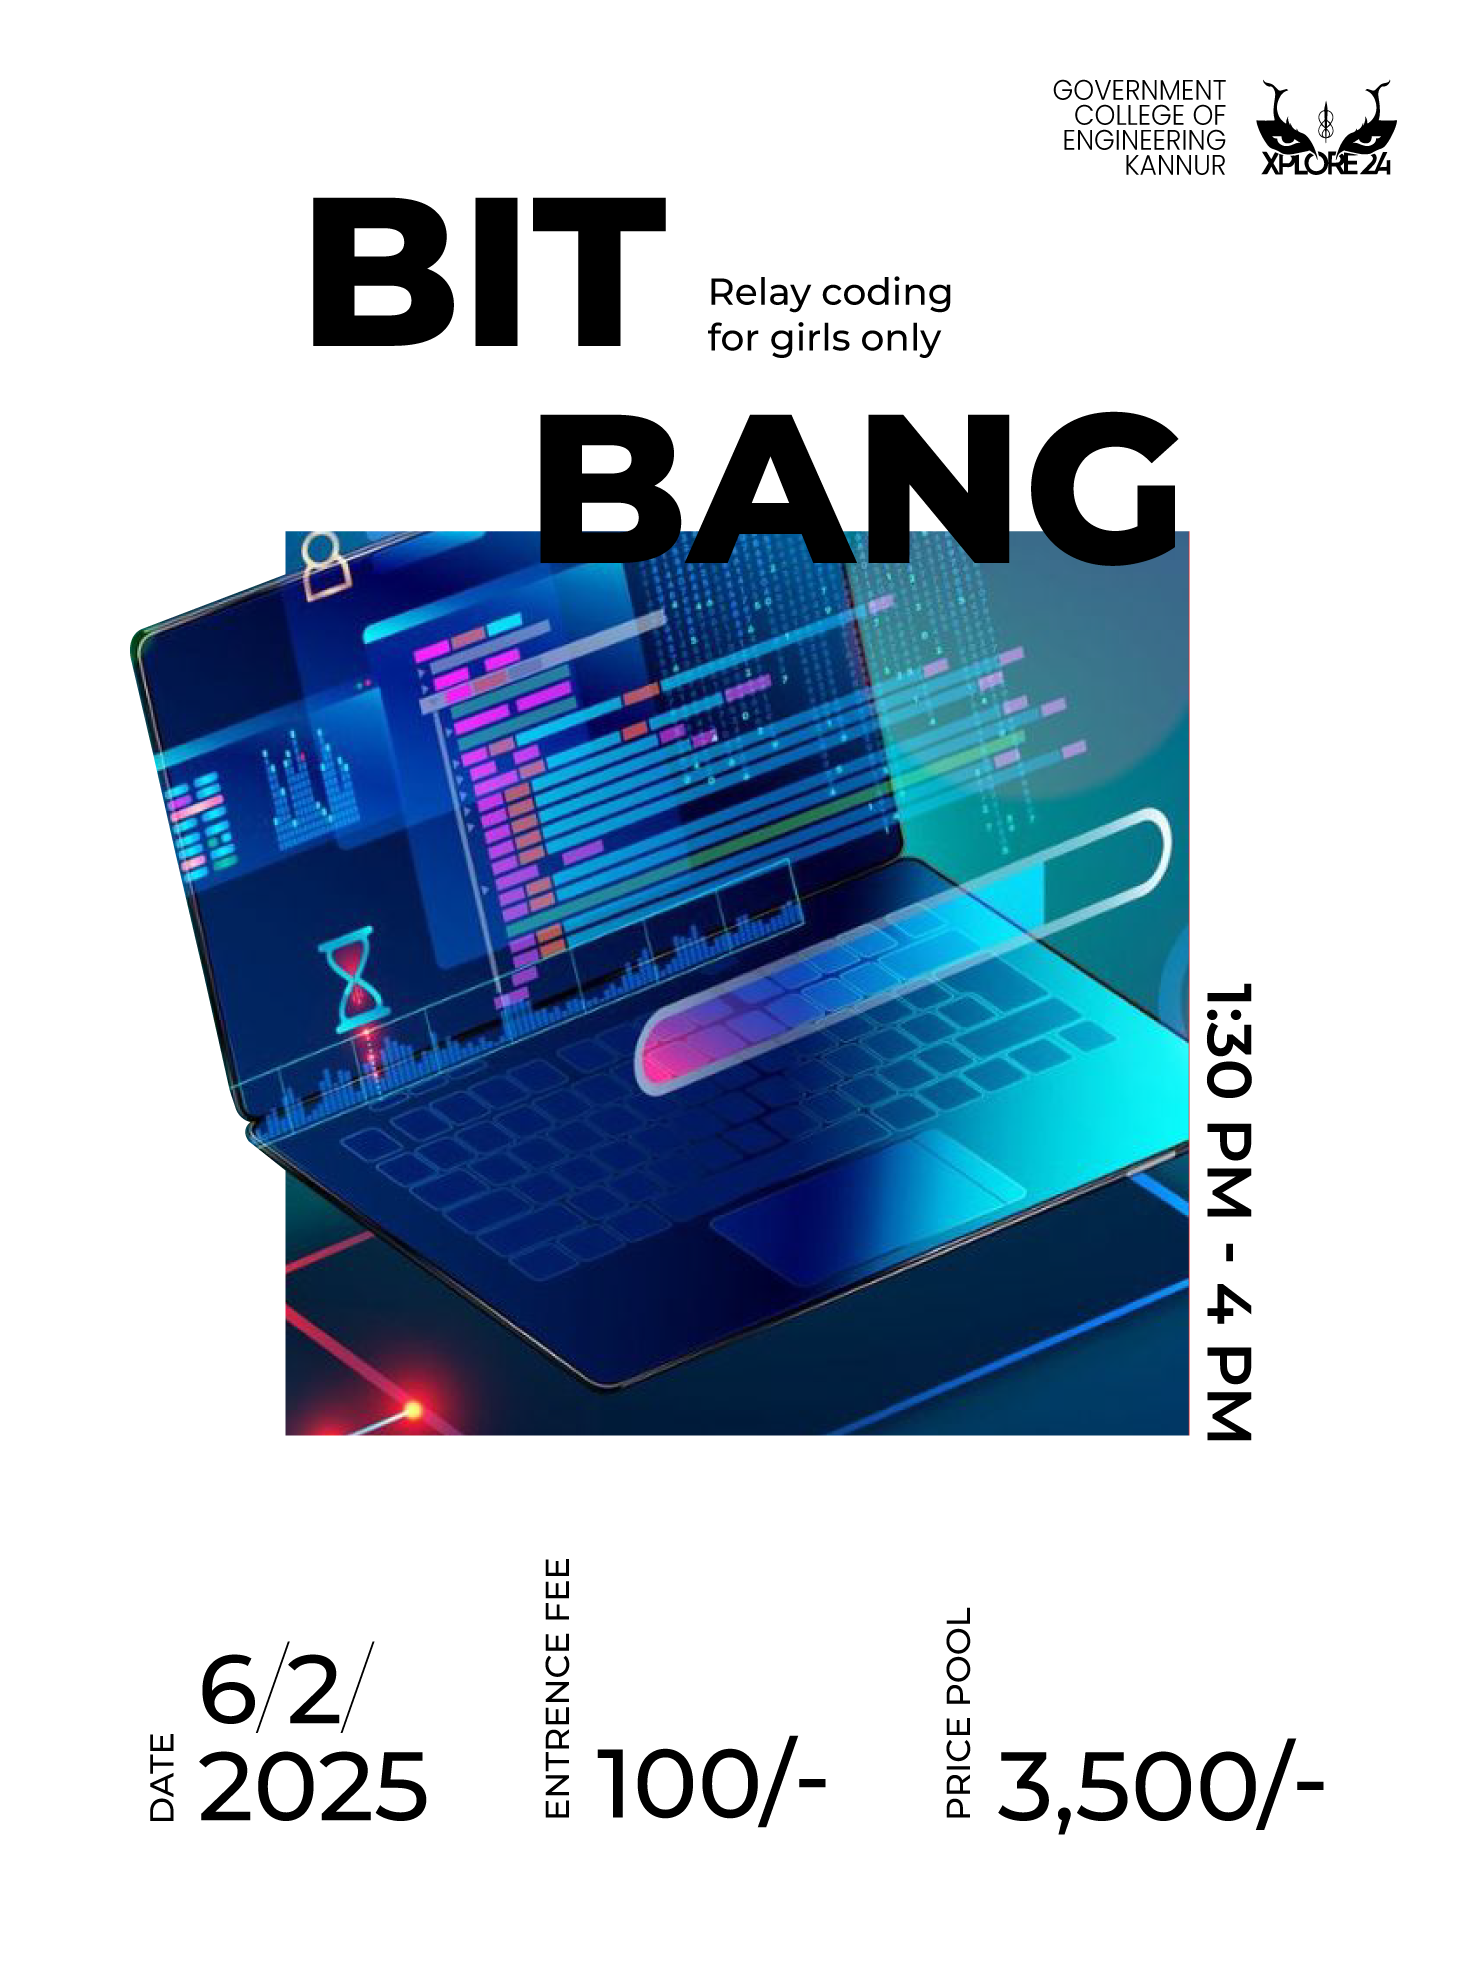 GOVERNMENT
COLLEGE OF
ENGINEERING
KANNUR
XPLORE 24
BIT
Relay coding
for girls only
BANG
1:30 PM - 4 PM
DATE
6/2/
2025
ENTRENCE FEE
100/-
PRICE POOL
3,500/-